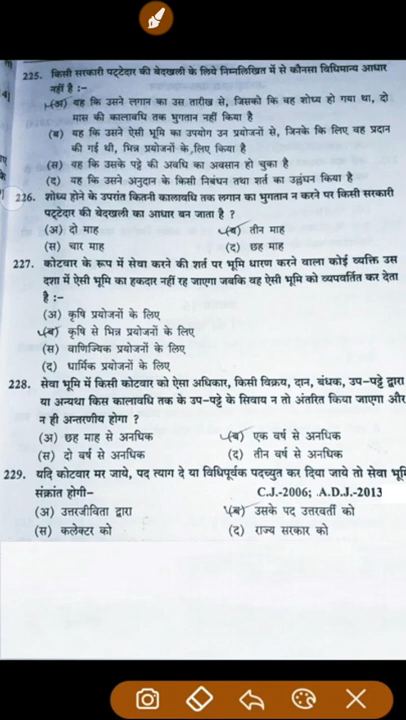 225. किसी सरकारी पट्टेदार की बेदखली के लिये निम्नलिखित में से कौनसा विधिमान्य आधार
नहीं है :–
(अ) यह कि उसने लगान का उस तारीख से, जिसको कि वह शोध्य हो गया था, दो
मास की कालावधि तक भुगतान नहीं किया है
(ब) यह कि उसने ऐसी भूमि का उपयोग उन प्रयोजनों से, जिनके कि लिए वह प्रदान
की गई थी, भिन्न प्रयोजनों के लिए किया है
(स) यह कि उसके पट्टे की अवधि का अवसान हो चुका है
(द) यह कि उसने अनुदान के किसी निबंधन तथा शर्त का उल्लंघन किया है
226. शोध्य होने के उपरांत कितनी कालावधि तक लगान का भुगतान न करने पर किसी सरकारी
पट्टेदार की बेदखली का आधार बन जाता है ?
(अ) दो माह (ब) तीन माह
(स) चार माह (द) छह माह
227. कोटवार के रूप में सेवा करने की शर्त पर भूमि धारण करने वाला कोई व्यक्ति उस
दशा में ऐसी भूमि का हकदार नहीं रह जाएगा जबकि वह ऐसी भूमि को व्यपवर्तित कर देता
है :–
(अ) कृषि प्रयोजनों के लिए
(ब) कृषि से भिन्न प्रयोजनों के लिए
(स) वाणिज्यिक प्रयोजनों के लिए
(द) धार्मिक प्रयोजनों के लिए
228. सेवा भूमि में किसी कोटवार को ऐसा अधिकार, किसी विक्रय, दान, बंधक, उप-पट्टे द्वारा
या अन्यथा किस कालावधि तक के उप-पट्टे के सिवाय न तो अंतरित किया जाएगा और
न ही अन्तरणीय होगा ?
(अ) छह माह से अनधिक (ब) एक वर्ष से अनधिक
(स) दो वर्ष से अनधिक (द) तीन वर्ष से अनधिक
229. यदि कोटवार मर जाये, पद त्याग दे या विधिपूर्वक पदच्युत कर दिया जाये तो सेवा भूमि
संक्रांत होगी– C.J.-2006; A.D.J.-2013
(अ) उत्तरजीविता द्वारा (ब) उसके पद उत्तरवर्ती को
(स) कलेक्टर को (द) राज्य सरकार को